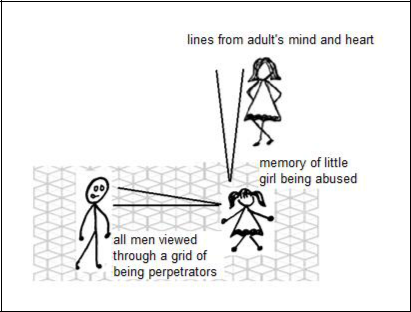 lines from adult's mind and heart
memory of little
girl being abused
all men viewed
through a grid of
being perpetrators